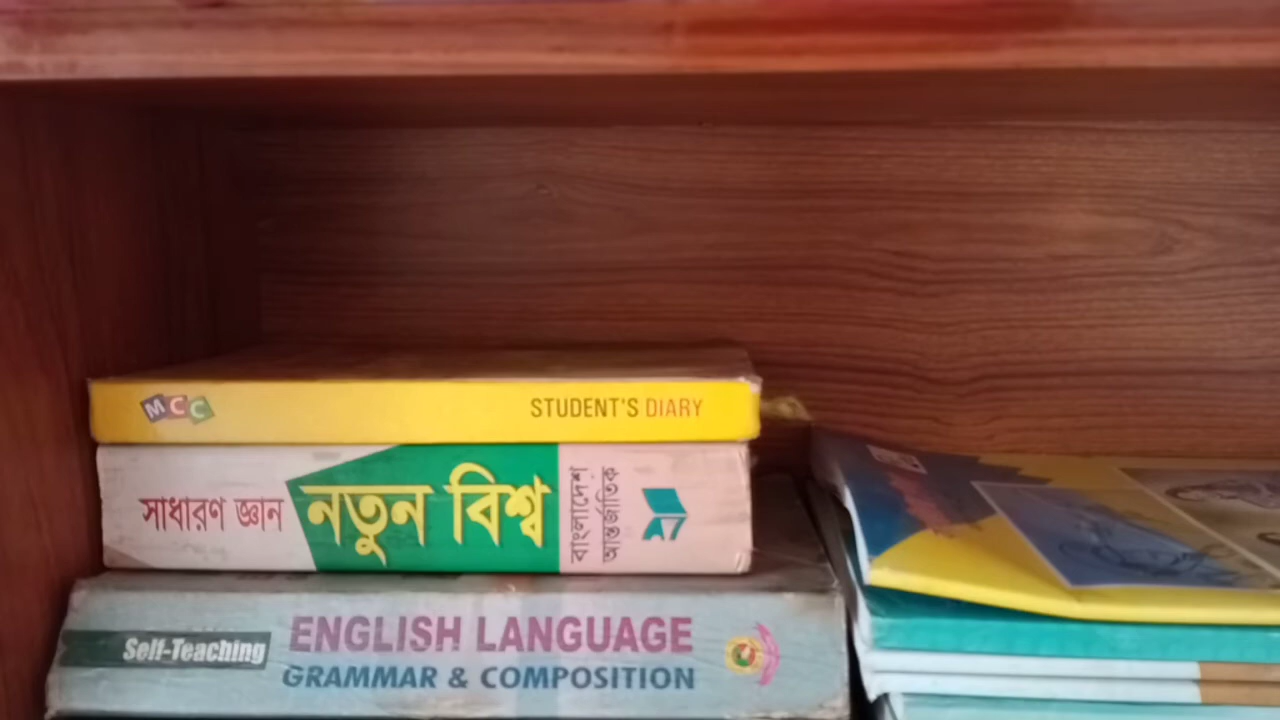 MCC STUDENT'S DIARY
সাধারণ জ্ঞান নতুন বিশ্ব
বাংলাদেশ
আন্তর্জাতিক
Self-Teaching
ENGLISH LANGUAGE
GRAMMAR & COMPOSITION